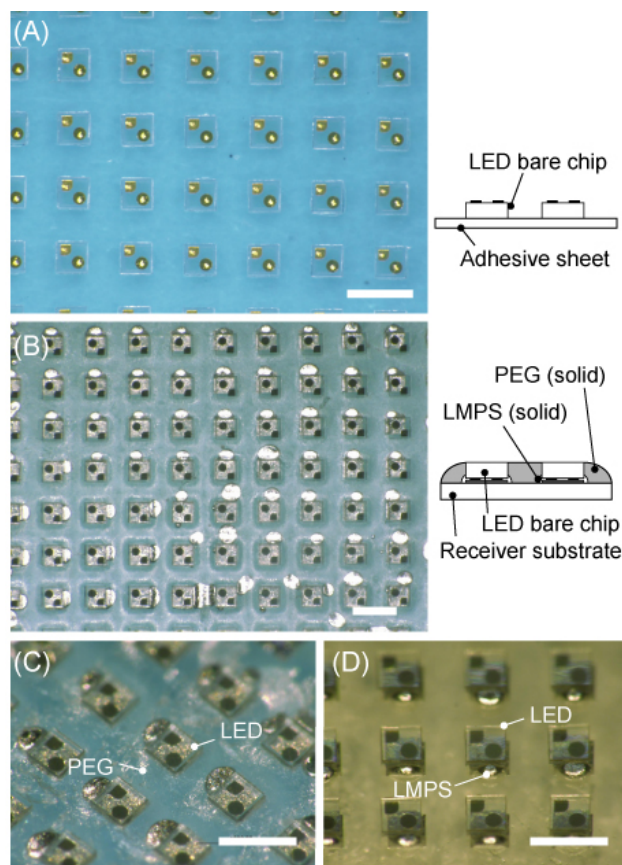 (A)
LED bare chip
Adhesive sheet
(B)
PEG (solid)
LMPS (solid)
LED bare chip
Receiver substrate
(C)
LED
PEG
(D)
LED
LMPS